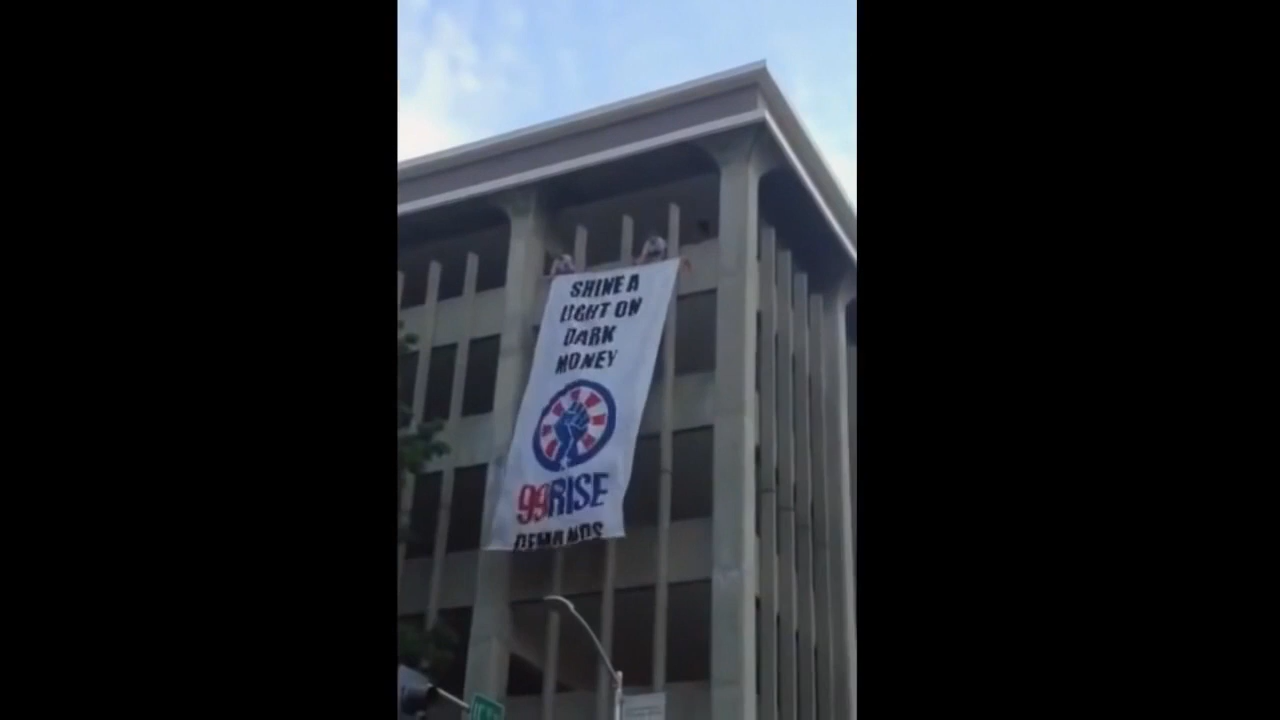 SHINE A
LIGHT ON
DARK
MONEY
99RISE
DEMANDS